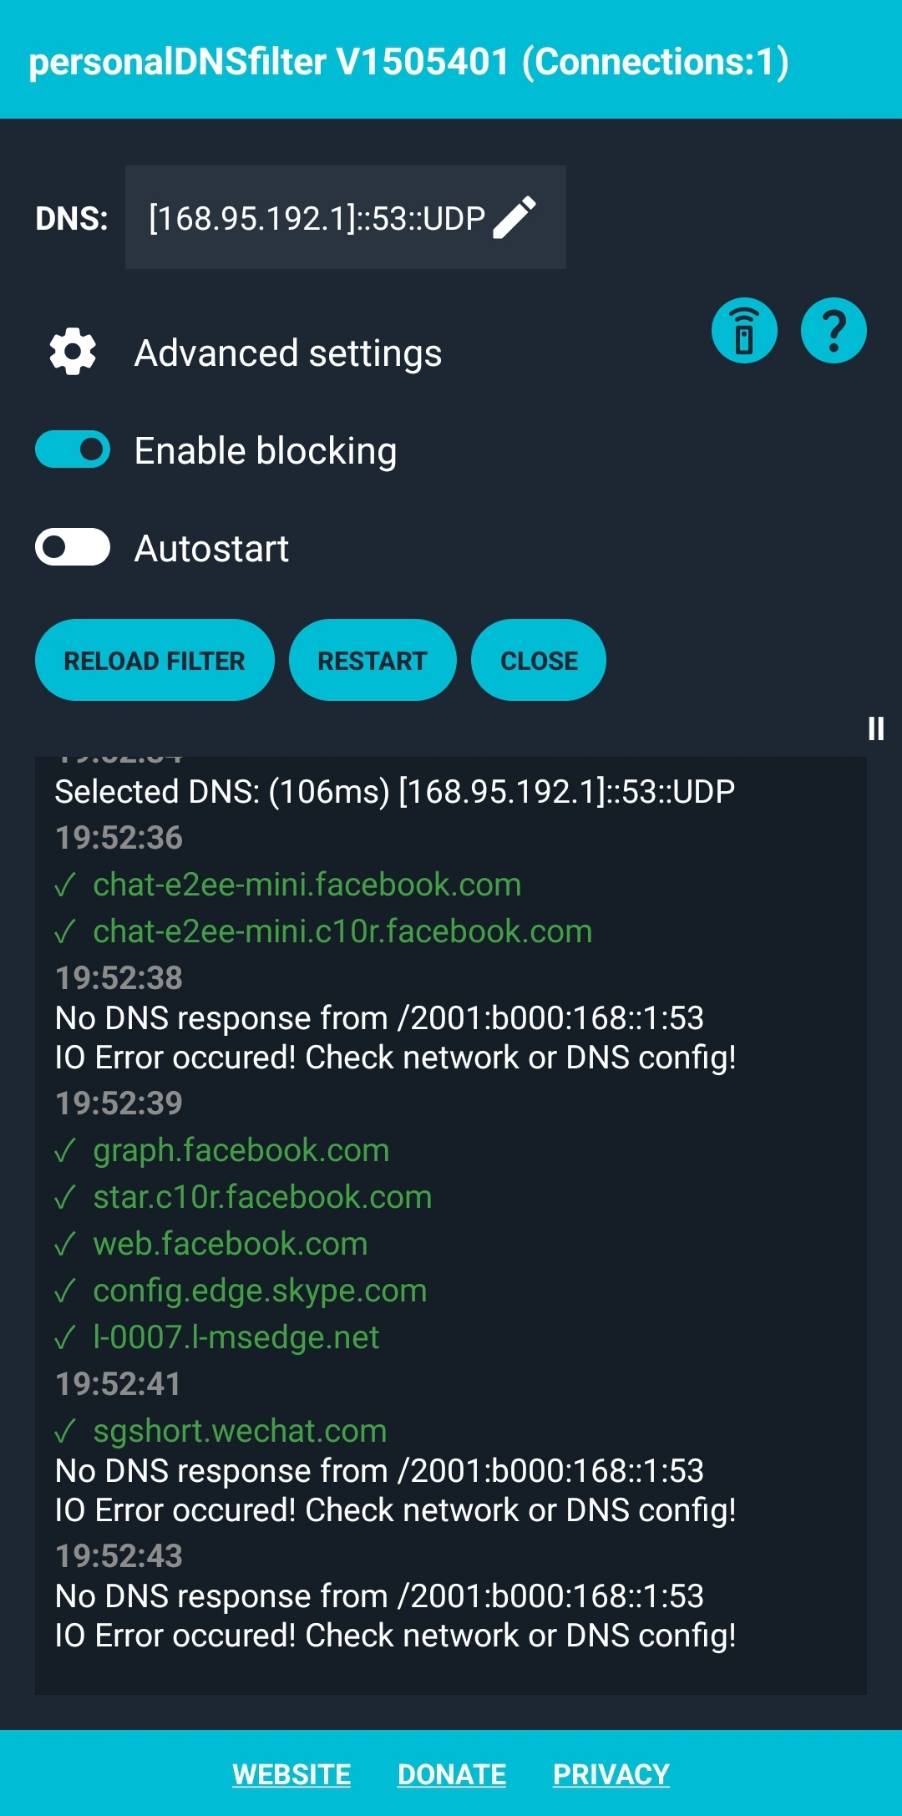 personalDNSfilter V1505401 (Connections:1)
DNS: [168.95.192.1]::53::UDP
Advanced settings
Enable blocking
Autostart
RELOAD FILTER RESTART CLOSE
Selected DNS: (106ms) [168.95.192.1]::53::UDP
19:52:36
✓ chat-e2ee-mini.facebook.com
✓ chat-e2ee-mini.c10r.facebook.com
19:52:38
No DNS response from /2001:b000:168::1:53
IO Error occured! Check network or DNS config!
19:52:39
✓ graph.facebook.com
✓ star.c10r.facebook.com
✓ web.facebook.com
✓ config.edge.skype.com
✓ l-0007.l-msedge.net
19:52:41
✓ sgshort.wechat.com
No DNS response from /2001:b000:168::1:53
IO Error occured! Check network or DNS config!
19:52:43
No DNS response from /2001:b000:168::1:53
IO Error occured! Check network or DNS config!
WEBSITE DONATE PRIVACY